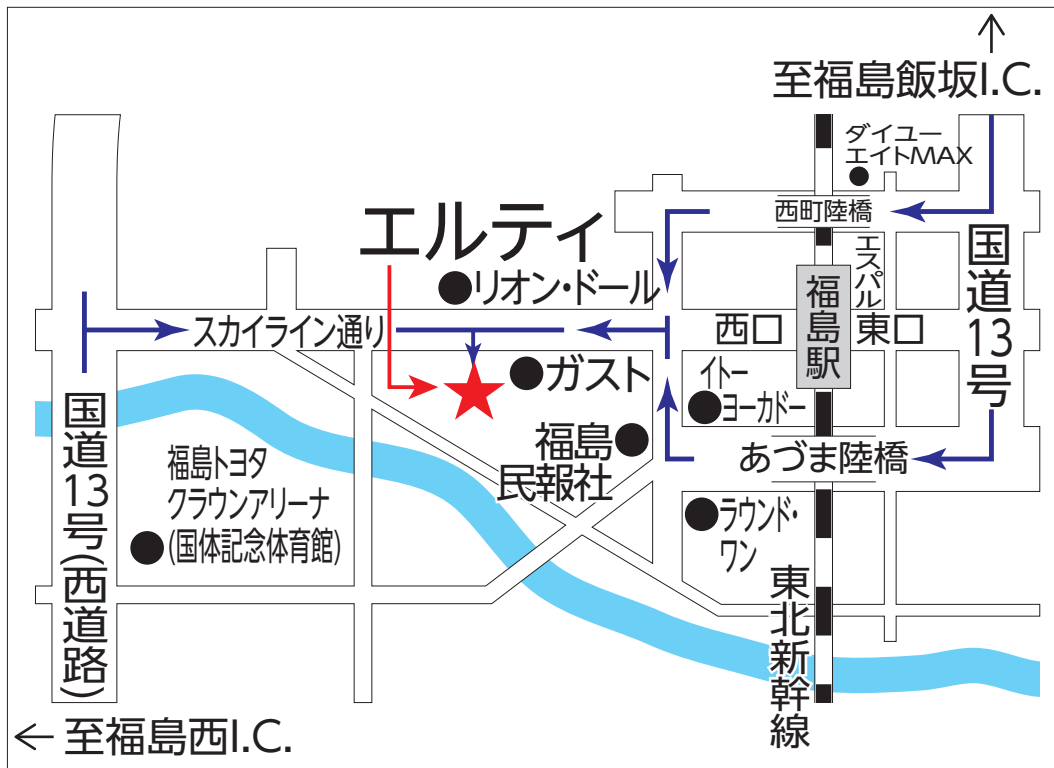 至福島飯坂I.C.
ダイユー
エイトMAX
西町陸橋
エルティ
リオン・ドール
エスパル
国道13号
スカイライン通り
西口
福島駅
東口
ガスト
イトー
ヨーカドー
国道13号(西道路)
福島
民報社
あづま陸橋
福島トヨタ
クラウンアリーナ
(国体記念体育館)
ラウンド・
ワン
東北新幹線
至福島西I.C.